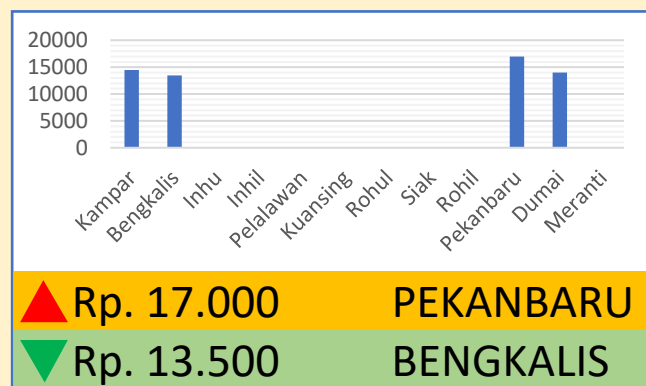 20000
15000
10000
5000
0
Kampar
Bengkalis
Inhu
Inhil
Pelalawan
Kuansing
Rohul
Siak
Rohil
Pekanbaru
Dumai
Meranti
Rp. 17.000 PEKANBARU
Rp. 13.500 BENGKALIS